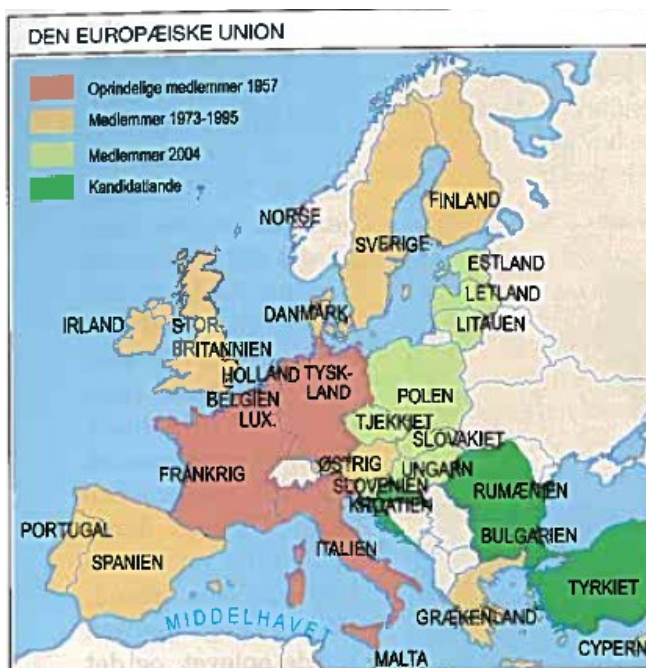 DEN EUROPÆISKE UNION
Oprindelige medlemmer 1957
Medlemmer 1973-1995
Medlemmer 2004
Kandidatlande
NORSE
FINLAND
SVERIGE
ESTLAND
LETLAND
LITAUEN
DANMARK
IRLAND
STOR-
BRITANNIEN
HOLLAND
TYSK-
LAND
BELGIEN
LUX.
POLEN
TJEKKIET
SLOVAKIET
FRANKRIG
ØSTRIG
UNGARN
SLOVENIEN
KROATIEN
RUMÆNIEN
BULGARIEN
PORTUGAL
SPANIEN
ITALIEN
TYRKIET
MIDDELHAVET
GRÆKENLAND
MALTA
CYPERN